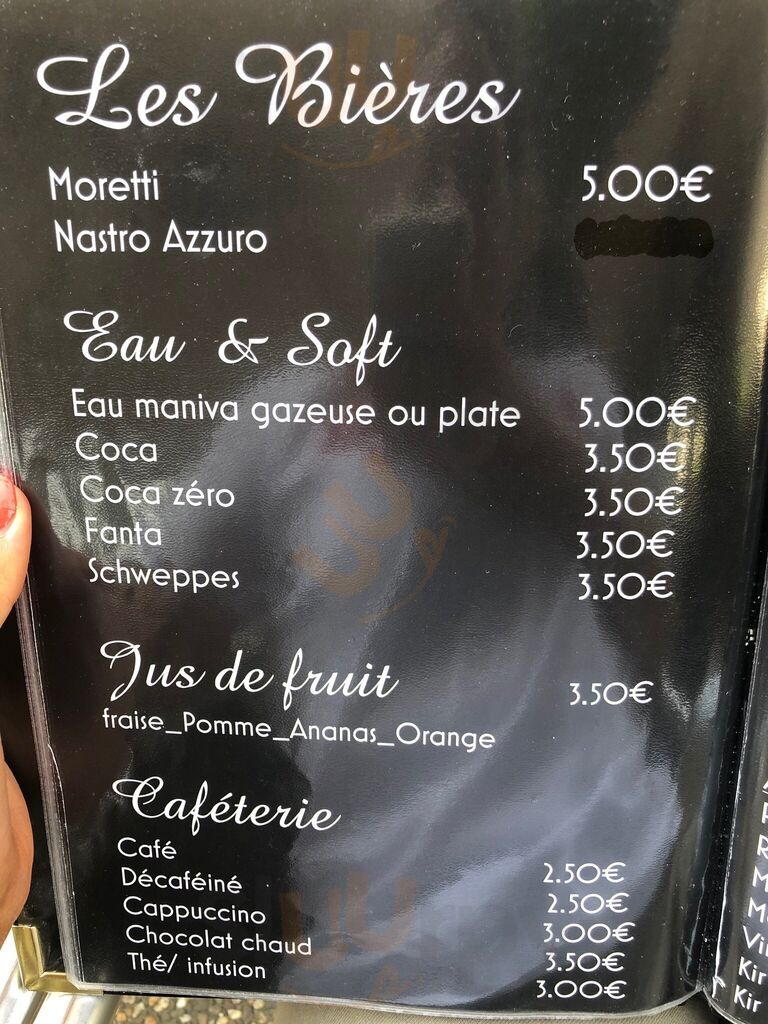 Les Bières
Moretti 5.00€
Nastro Azzuro
Eau & Soft
Eau maniva gazeuse ou plate 5.00€
Coca 3.50€
Coca zéro 3.50€
Fanta 3.50€
Schweppes 3.50€
Jus de fruit 3.50€
fraise_Pomme_Ananas_Orange
Caféterie
Café 2.50€
Décaféiné 2.50€
Cappuccino 3.00€
Chocolat chaud 3.50€
Thé/ infusion 3.00€
Kir
Kir